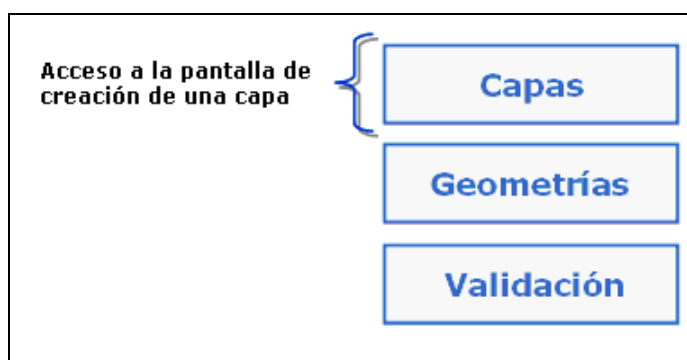 Acceso a la pantalla de
creación de una capa
Capas
Geometrías
Validación